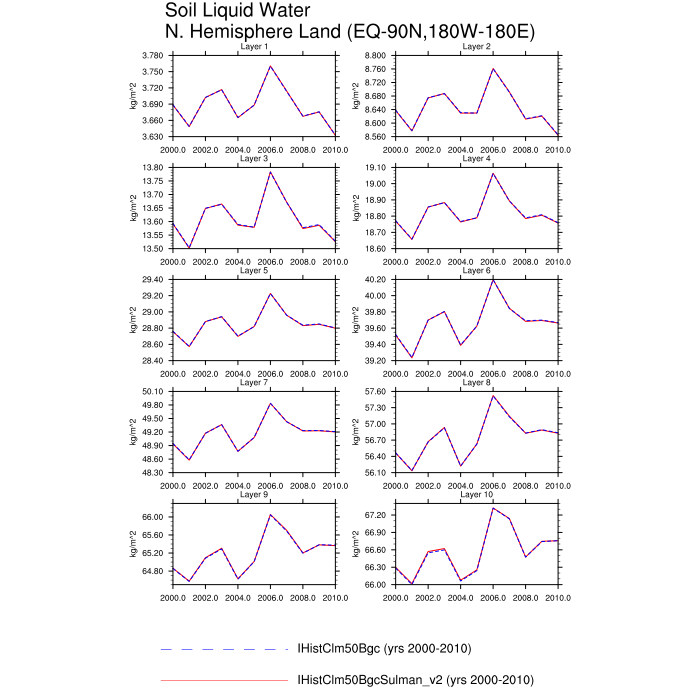 Soil Liquid Water
N. Hemisphere Land (EQ-90N,180W-180E)
Layer 1
Layer 2
3.780
3.750
3.720
3.690
3.660
3.630
kg/m^2
2000.0 2002.0 2004.0 2006.0 2008.0 2010.0
8.800
8.760
8.720
8.680
8.640
8.600
8.560
kg/m^2
2000.0 2002.0 2004.0 2006.0 2008.0 2010.0
Layer 3
Layer 4
13.80
13.75
13.70
13.65
13.60
13.55
13.50
kg/m^2
2000.0 2002.0 2004.0 2006.0 2008.0 2010.0
19.10
19.00
18.90
18.80
18.70
18.60
kg/m^2
2000.0 2002.0 2004.0 2006.0 2008.0 2010.0
Layer 5
Layer 6
29.40
29.20
29.00
28.80
28.60
28.40
kg/m^2
2000.0 2002.0 2004.0 2006.0 2008.0 2010.0
40.20
40.00
39.80
39.60
39.40
39.20
kg/m^2
2000.0 2002.0 2004.0 2006.0 2008.0 2010.0
Layer 7
Layer 8
50.10
49.80
49.50
49.20
48.90
48.60
48.30
kg/m^2
2000.0 2002.0 2004.0 2006.0 2008.0 2010.0
57.60
57.30
57.00
56.70
56.40
56.10
kg/m^2
2000.0 2002.0 2004.0 2006.0 2008.0 2010.0
Layer 9
Layer 10
66.00
65.60
65.20
64.80
kg/m^2
2000.0 2002.0 2004.0 2006.0 2008.0 2010.0
67.20
66.90
66.60
66.30
66.00
kg/m^2
2000.0 2002.0 2004.0 2006.0 2008.0 2010.0
IHistClm50Bgc (yrs 2000-2010)
IHistClm50BgcSulman_v2 (yrs 2000-2010)